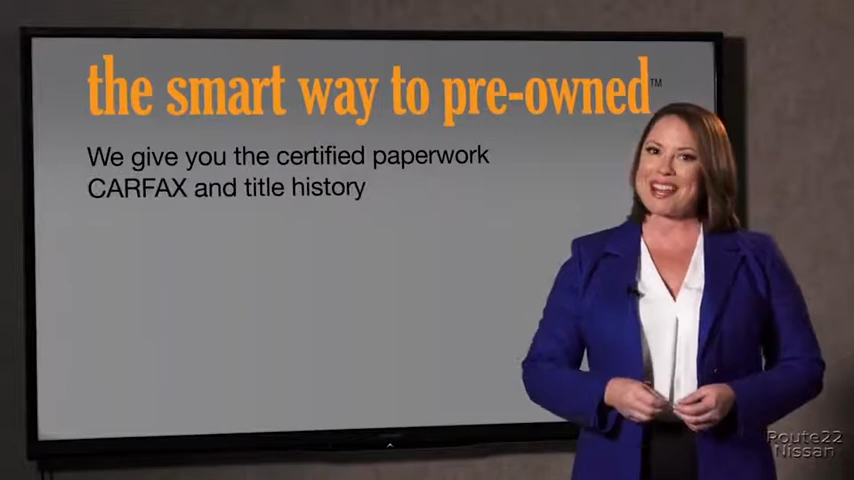 the smart way to pre-owned™
We give you the certified paperwork
CARFAX and title history
Route22
Nissan